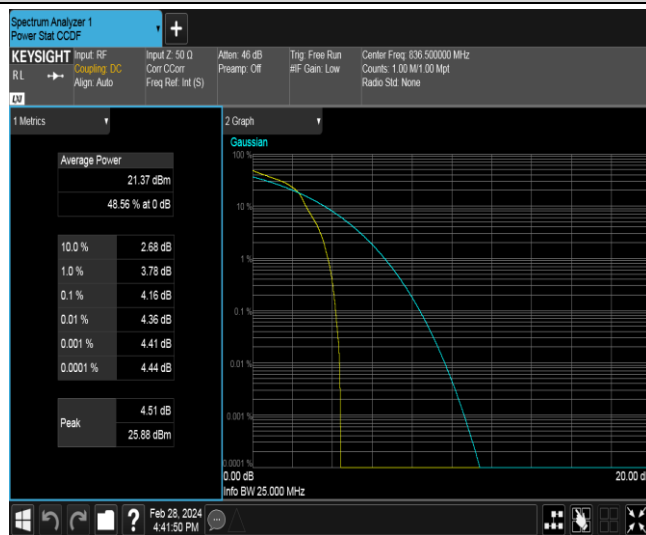 Spectrum Analyzer 1
Power Stat CCDF
+
KEYSIGHT
RL
LXI
Input: RF
Coupling: DC
Align: Auto
Input Z: 50 Ω
Corr CCorr
Freq Ref: Int (S)
Atten: 46 dB
Preamp: Off
Trig: Free Run
#IF Gain: Low
Center Freq: 836.500000 MHz
Counts: 1.00 M/1.00 Mpt
Radio Std: None
1 Metrics
Average Power
21.37 dBm
48.56 % at 0 dB
10.0 % 2.68 dB
1.0 % 3.78 dB
0.1 % 4.16 dB
0.01 % 4.36 dB
0.001 % 4.41 dB
0.0001 % 4.44 dB
Peak
4.51 dB
25.88 dBm
2 Graph
Gaussian
100 %
10 %
1 %
0.1 %
0.01 %
0.001 %
0.0001 %
0.00 dB
20.00 d
Info BW 25.000 MHz
?
Feb 28, 2024
4:41:50 PM